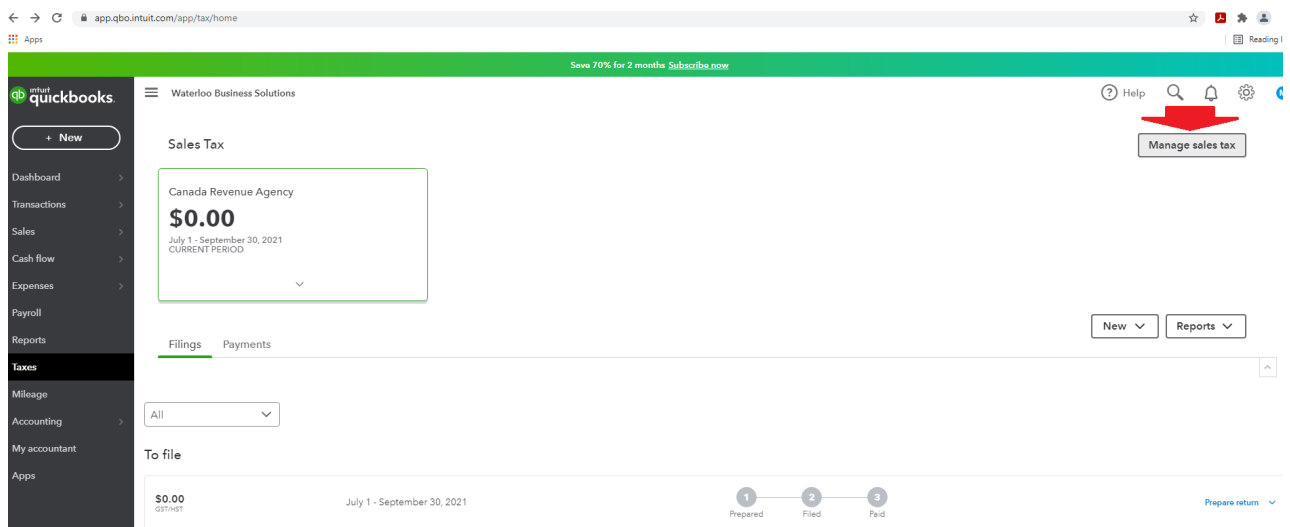 app.qbo.intuit.com/app/tax/home
Apps
Reading
Save 70% for 2 months Subscribe now
qb intuit quickbooks.
Waterloo Business Solutions
Help
+ New
Sales Tax
Manage sales tax
Dashboard
Transactions
Sales
Cash flow
Expenses
Payroll
Reports
Taxes
Mileage
Accounting
My accountant
Apps
Canada Revenue Agency
$0.00
July 1 - September 30, 2021
CURRENT PERIOD
New
Reports
Filings Payments
All
To file
$0.00
GST/HST
July 1 - September 30, 2021
1 2 3
Prepared Filed Paid
Prepare return